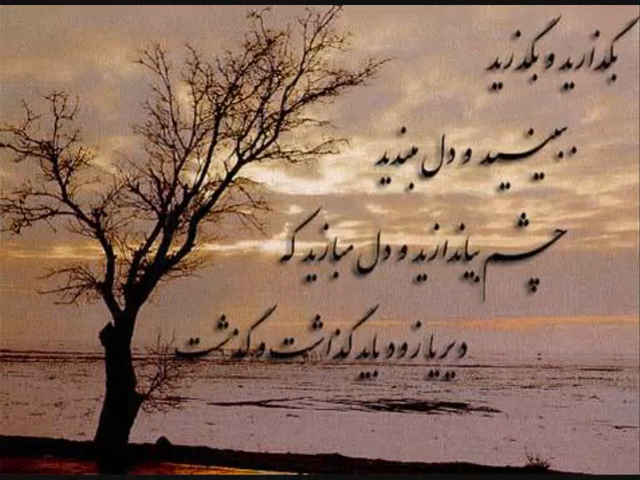 بگذارید و بگذرید
ببینید و دل مبندید
چشم بیاندازید و دل مبازید که
دیر یا زود باید گذاشت و گذشت